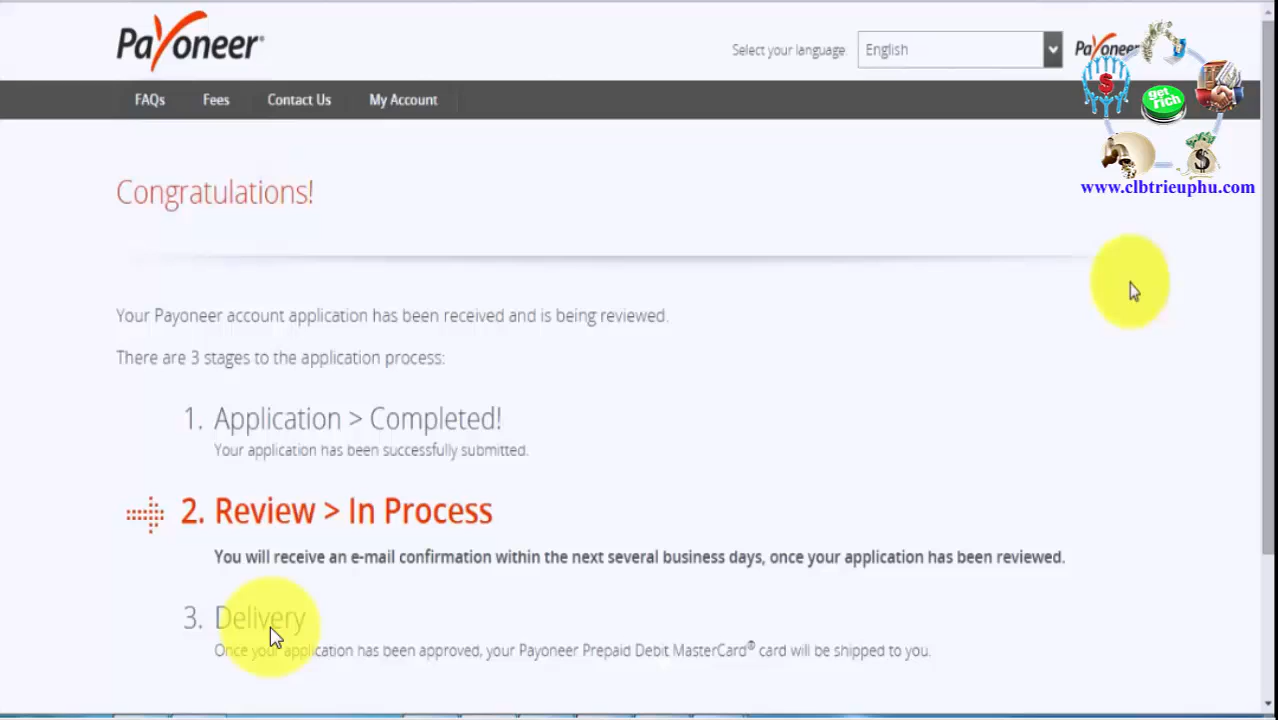 Payoneer
Select your language: English
Payoneer
FAQs Fees Contact Us My Account
get rich
www.clbtrieuphu.com
Congratulations!
Your Payoneer account application has been received and is being reviewed.
There are 3 stages to the application process:
1. Application > Completed!
Your application has been successfully submitted.
2. Review > In Process
You will receive an e-mail confirmation within the next several business days, once your application has been reviewed.
3. Delivery
Once your application has been approved, your Payoneer Prepaid Debit MasterCard® card will be shipped to you.